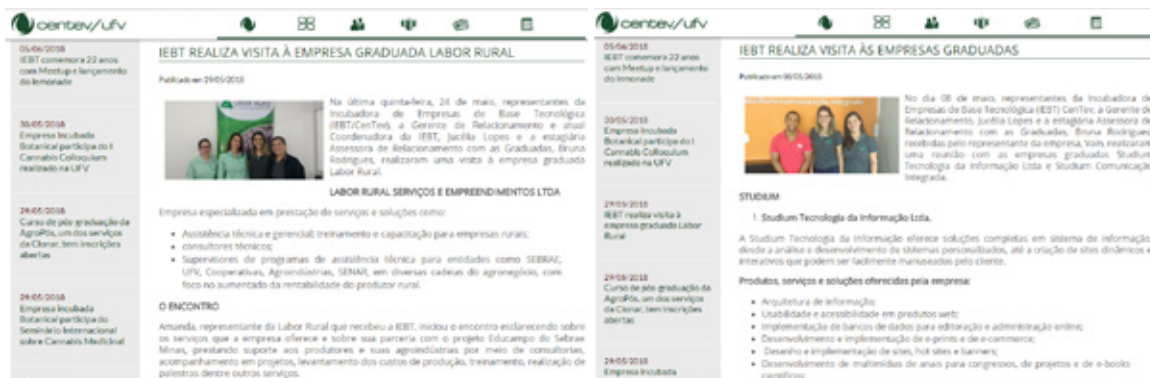 centev/ufv
05/06/2018
IEBT comemora 22 anos
com Meetup e lançamento
do lemonade
30/05/2018
Empresa Incubada
Botanical participa do I
Cannabis Colloquium
realizado na UFV
29/05/2018
Curso de pós-graduação da
AgroPós, um dos serviços
da Clonar, tem inscrições
abertas
29/05/2018
Empresa Incubada
Botanical participa do
Seminário Internacional
sobre Cannabis Medicinal
IEBT REALIZA VISITA À EMPRESA GRADUADA LABOR RURAL
Publicado em 29/05/2018
Na última quinta-feira, 24 de maio, representantes da
Incubadora de Empresas de Base Tecnológica
(IEBT/CenTev), a Gerente de Relacionamento e atual
Coordenadora da IEBT, Jucélia Lopes e a estagiária
Assessora de Relacionamento com as Graduadas, Bruna
Rodrigues, realizaram uma visita à empresa graduada
Labor Rural.
LABOR RURAL SERVIÇOS E EMPREENDIMENTOS LTDA
Empresa especializada em prestação de serviços e soluções como:
• Assistência técnica e gerencial; treinamento e capacitação para empresas rurais;
• consultores técnicos;
• Supervisores de programas de assistência técnica para entidades como SEBRAE,
UFV, Cooperativas, Agroindústrias, SENAR, em diversas cadeias do agronegócio, com
foco no aumentado da rentabilidade do produtor rural.
O ENCONTRO
Amanda, representante da Labor Rural que recebeu a IEBT, iniciou o encontro esclarecendo sobre
os serviços que a empresa oferece e sobre sua parceria com o projeto Educampo do Sebrae
Minas, prestando suporte aos produtores e suas agroindústrias por meio de consultorias,
acompanhamento em projetos, levantamento dos custos de produção, treinamento, realização de
palestras dentre outros serviços.
centev/ufv
05/06/2018
IEBT comemora 22 anos
com Meetup e lançamento
do lemonade
30/05/2018
Empresa Incubada
Botanical participa do I
Cannabis Colloquium
realizado na UFV
29/05/2018
IEBT realiza visita à
empresa graduada Labor
Rural
29/05/2018
Curso de pós-graduação da
AgroPós, um dos serviços
da Clonar, tem inscrições
abertas
29/05/2018
Empresa Incubada
IEBT REALIZA VISITA ÀS EMPRESAS GRADUADAS
Publicado em /05/2018
No dia 08 de maio, representantes da Incubadora de
Empresas de Base Tecnológica (IEBT) CenTev, a Gerente de
Relacionamento, Jucélia Lopes e a estagiária Assessora de
Relacionamento com as Graduadas, Bruna Rodrigues,
recebidas pelo representante da empresa, realizaram
uma reunião com as empresas graduadas Studium
Tecnologia da Informação Ltda e Studium Comunicação
Integrada.
STUDIUM
1. Studium Tecnologia da Informação Ltda.
A Studium Tecnologia da Informação oferece soluções completas em sistema de informação,
desde a análise e desenvolvimento de sistemas personalizados, até a criação de sites dinâmicos e
interativos que podem ser facilmente manuseados pelo cliente.
Produtos, serviços e soluções oferecidas pela empresa:
• Arquitetura de informação;
• Usabilidade e acessibilidade em produtos web;
• Implementação de bancos de dados para editoração e administração online;
• Desenvolvimento e implementação de e-prints e de e-commerce;
• Desenho e implementação de sites, hot sites e banners;
• Desenvolvimento de multimídias de anais para congressos, de projetos e de e-books
científicos;